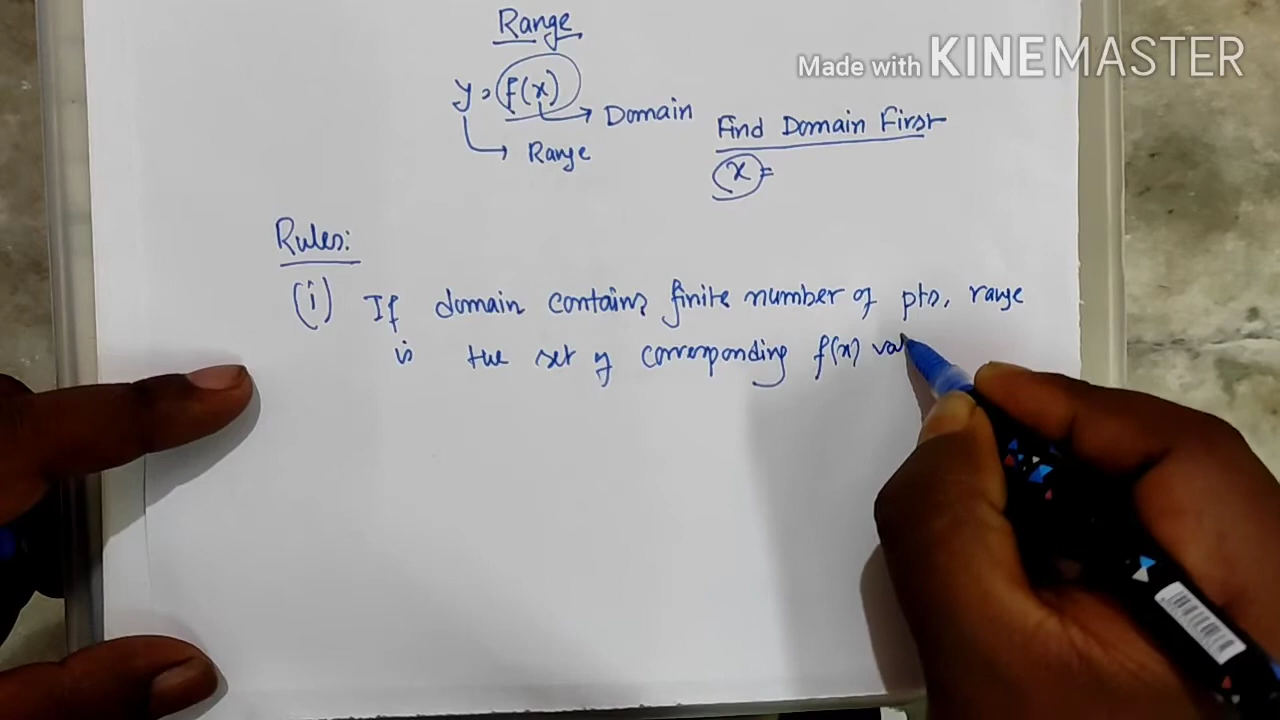 Range
Made with KINEMASTER
y = f(x)
Domain
Find Domain First
Range
x =
Rules:
(i) If domain contains finite number of pts, range
is the set of corresponding f(x) va